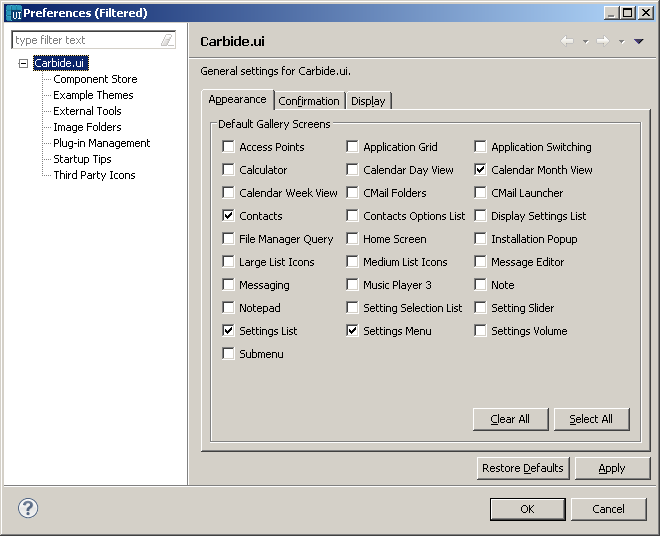 UI Preferences (Filtered)
type filter text
Carbide.ui
Component Store
Example Themes
External Tools
Image Folders
Plug-in Management
Startup Tips
Third Party Icons
Carbide.ui
General settings for Carbide.ui.
Appearance Confirmation Display
Default Gallery Screens
Access Points Application Grid Application Switching
Calculator Calendar Day View Calendar Month View
Calendar Week View CMail Folders CMail Launcher
Contacts Contacts Options List Display Settings List
File Manager Query Home Screen Installation Popup
Large List Icons Medium List Icons Message Editor
Messaging Music Player 3 Note
Notepad Setting Selection List Setting Slider
Settings List Settings Menu Settings Volume
Submenu
Clear All Select All
Restore Defaults Apply
? OK Cancel